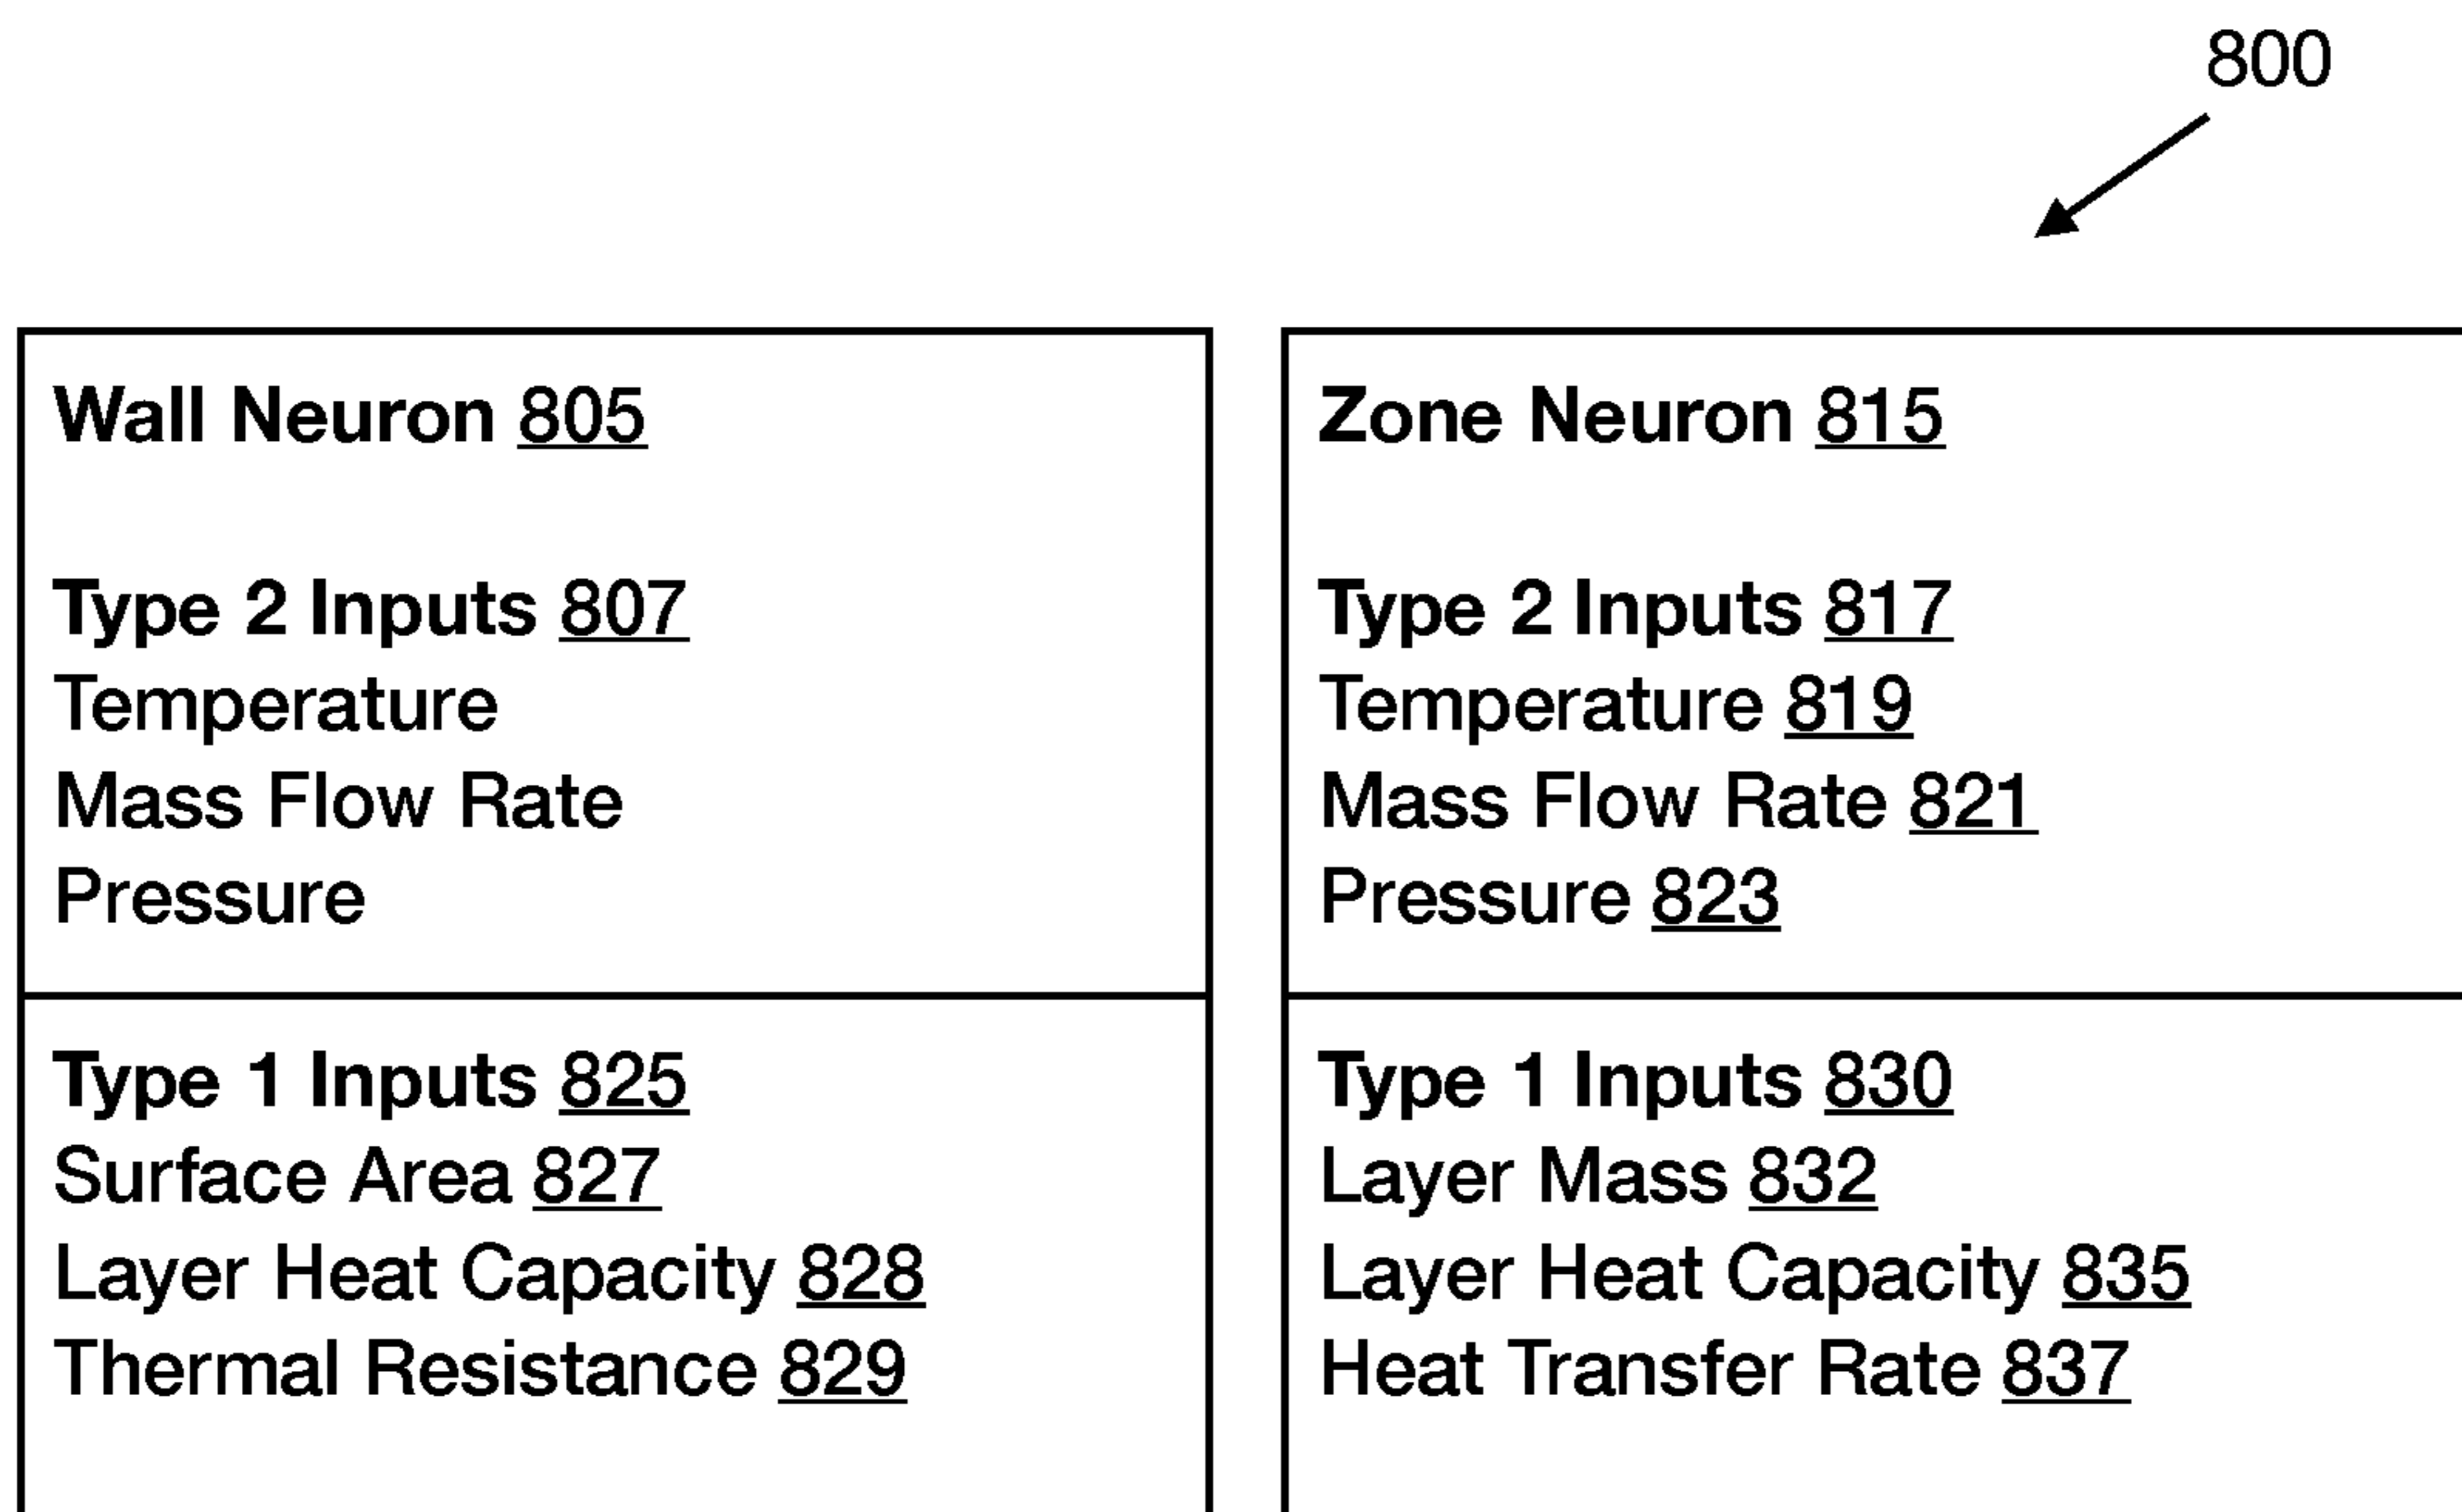 800
Wall Neuron 805
Type 2 Inputs 807
Temperature
Mass Flow Rate
Pressure
Type 1 Inputs 825
Surface Area 827
Layer Heat Capacity 828
Thermal Resistance 829
Zone Neuron 815
Type 2 Inputs 817
Temperature 819
Mass Flow Rate 821
Pressure 823
Type 1 Inputs 830
Layer Mass 832
Layer Heat Capacity 835
Heat Transfer Rate 837